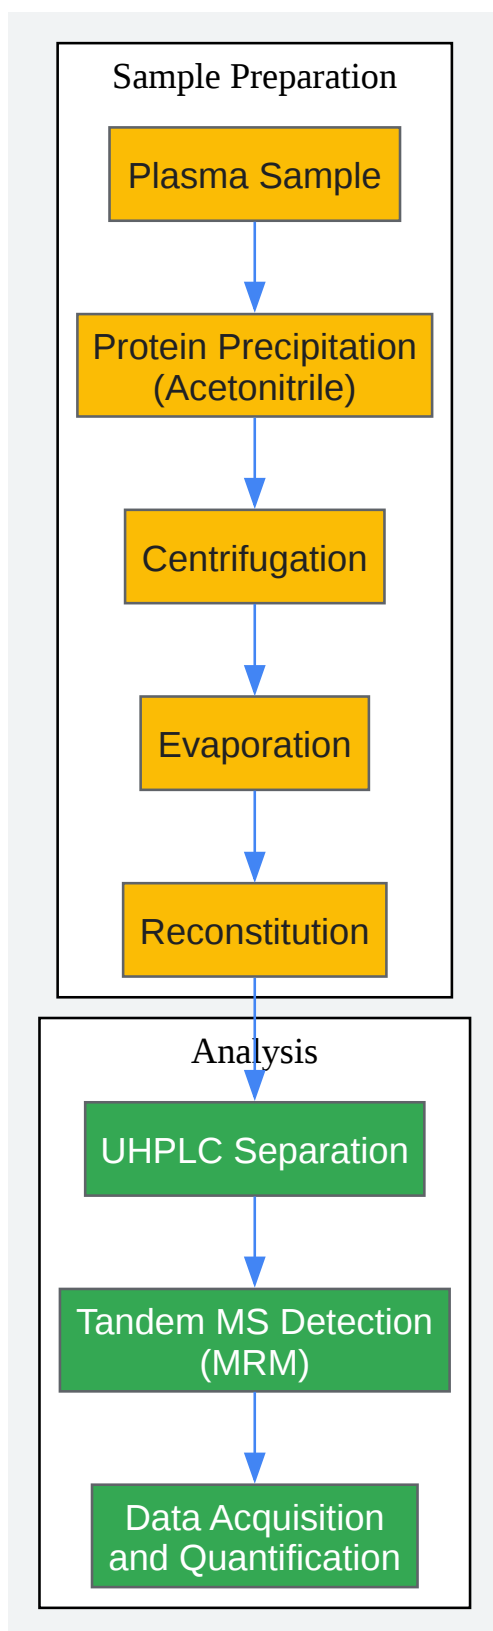 Sample Preparation
Plasma Sample
Protein Precipitation
(Acetonitrile)
Centrifugation
Evaporation
Reconstitution
Analysis
UHPLC Separation
Tandem MS Detection
(MRM)
Data Acquisition
and Quantification